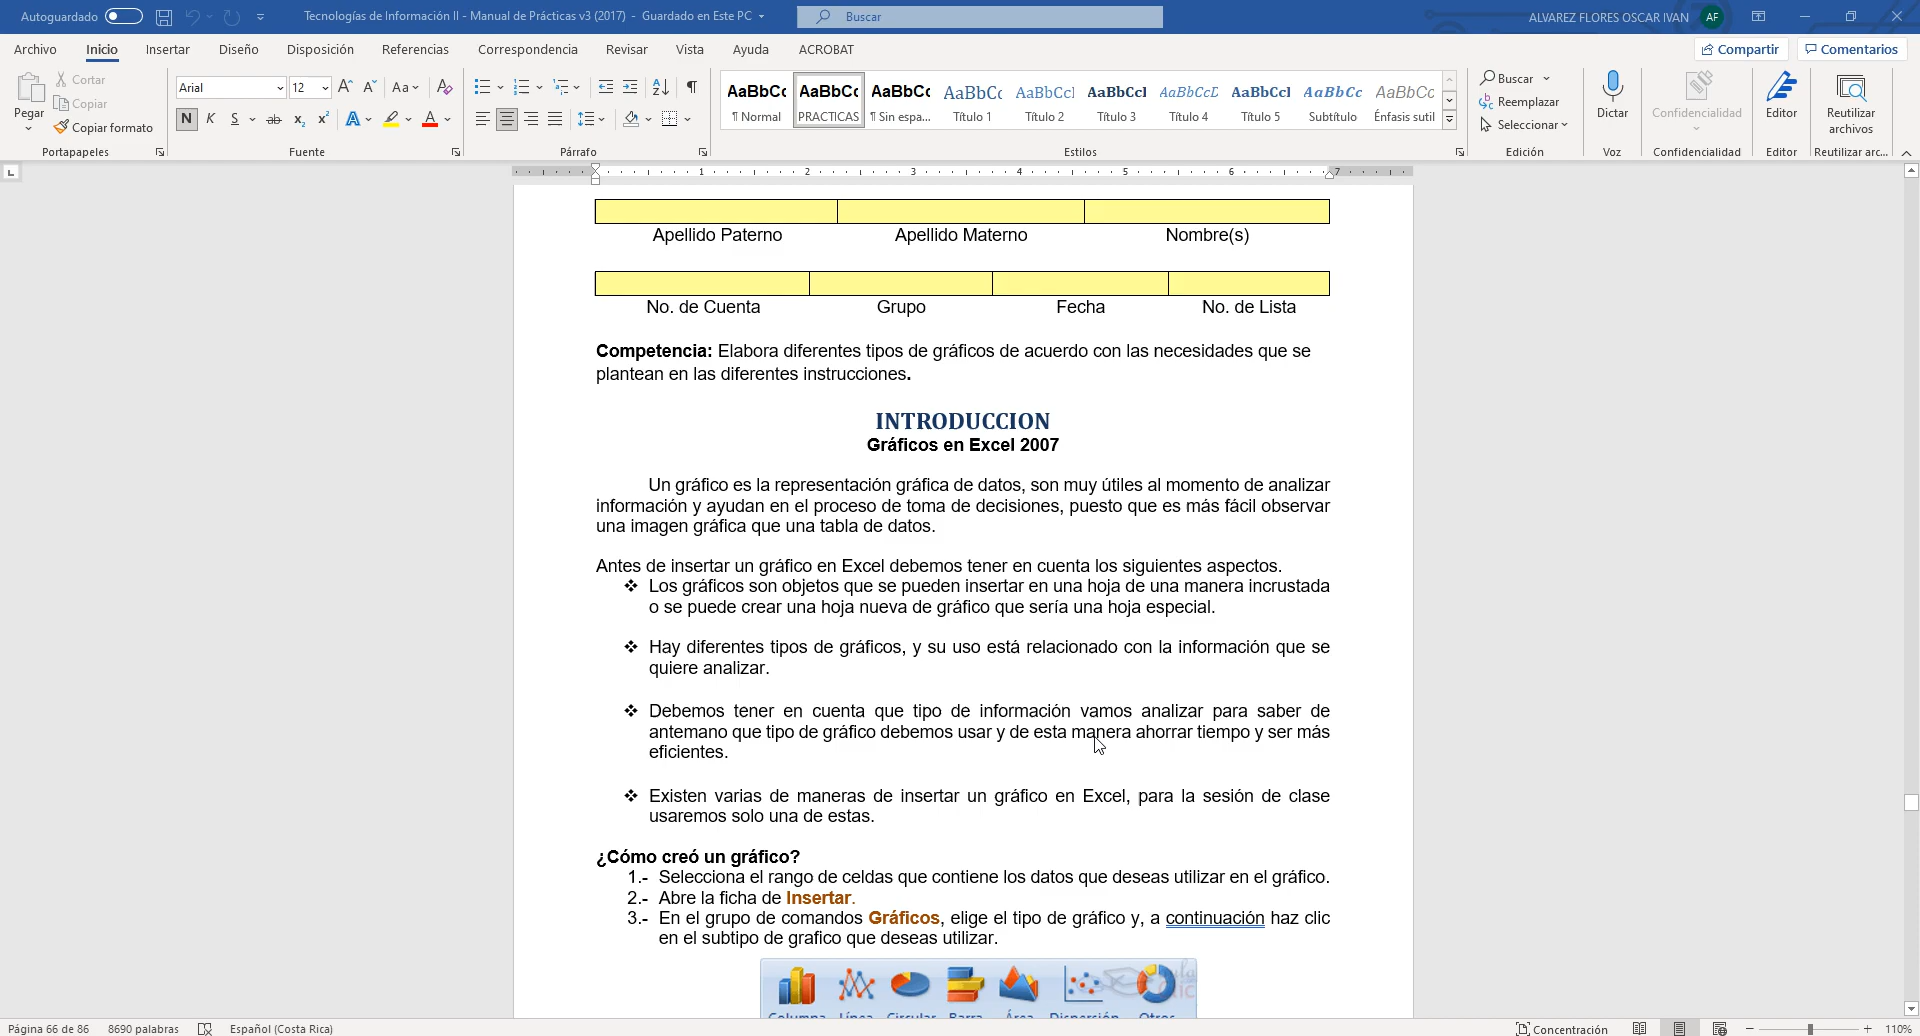 Autoguardado
Tecnologías de Información II - Manual de Prácticas v3 (2017) - Guardado en Este PC
Buscar
ALVAREZ FLORES OSCAR IVAN
AF
Archivo Inicio Insertar Diseño Disposición Referencias Correspondencia Revisar Vista Ayuda ACROBAT
Compartir Comentarios
Pegar
Cortar
Copiar
Copiar formato
Portapapeles
Arial 12
N K S ab
Fuente
Párrafo
AaBbCc AaBbCc AaBbCc AaBbCc AaBbCcI AaBbCcI AaBbCcD AaBbCcI AaBbCc AaBbCc
¶ Normal PRACTICAS ¶ Sin espa... Título 1 Título 2 Título 3 Título 4 Título 5 Subtítulo Énfasis sutil
Estilos
Buscar
Reemplazar
Seleccionar
Edición
Dictar
Voz
Confidencialidad
Confidencialidad
Editor
Editor
Reutilizar
archivos
Reutilizar arc...
1 2 3 4 5 6 7
Apellido Paterno Apellido Materno Nombre(s)
No. de Cuenta Grupo Fecha No. de Lista
Competencia: Elabora diferentes tipos de gráficos de acuerdo con las necesidades que se
plantean en las diferentes instrucciones.
INTRODUCCION
Gráficos en Excel 2007
Un gráfico es la representación gráfica de datos, son muy útiles al momento de analizar
información y ayudan en el proceso de toma de decisiones, puesto que es más fácil observar
una imagen gráfica que una tabla de datos.
Antes de insertar un gráfico en Excel debemos tener en cuenta los siguientes aspectos.
❖ Los gráficos son objetos que se pueden insertar en una hoja de una manera incrustada
o se puede crear una hoja nueva de gráfico que sería una hoja especial.
❖ Hay diferentes tipos de gráficos, y su uso está relacionado con la información que se
quiere analizar.
❖ Debemos tener en cuenta que tipo de información vamos analizar para saber de
antemano que tipo de gráfico debemos usar y de esta manera ahorrar tiempo y ser más
eficientes.
❖ Existen varias de maneras de insertar un gráfico en Excel, para la sesión de clase
usaremos solo una de estas.
¿Cómo creó un gráfico?
1.- Selecciona el rango de celdas que contiene los datos que deseas utilizar en el gráfico.
2.- Abre la ficha de Insertar.
3.- En el grupo de comandos Gráficos, elige el tipo de gráfico y, a continuación haz clic
en el subtipo de grafico que deseas utilizar.
Columna Línea Circular Barra Área Dispersión Otros
Página 66 de 86 8690 palabras Español (Costa Rica)
Concentración
110%